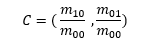 C = (m₁₀/m₀₀ , m₀₁/m₀₀)